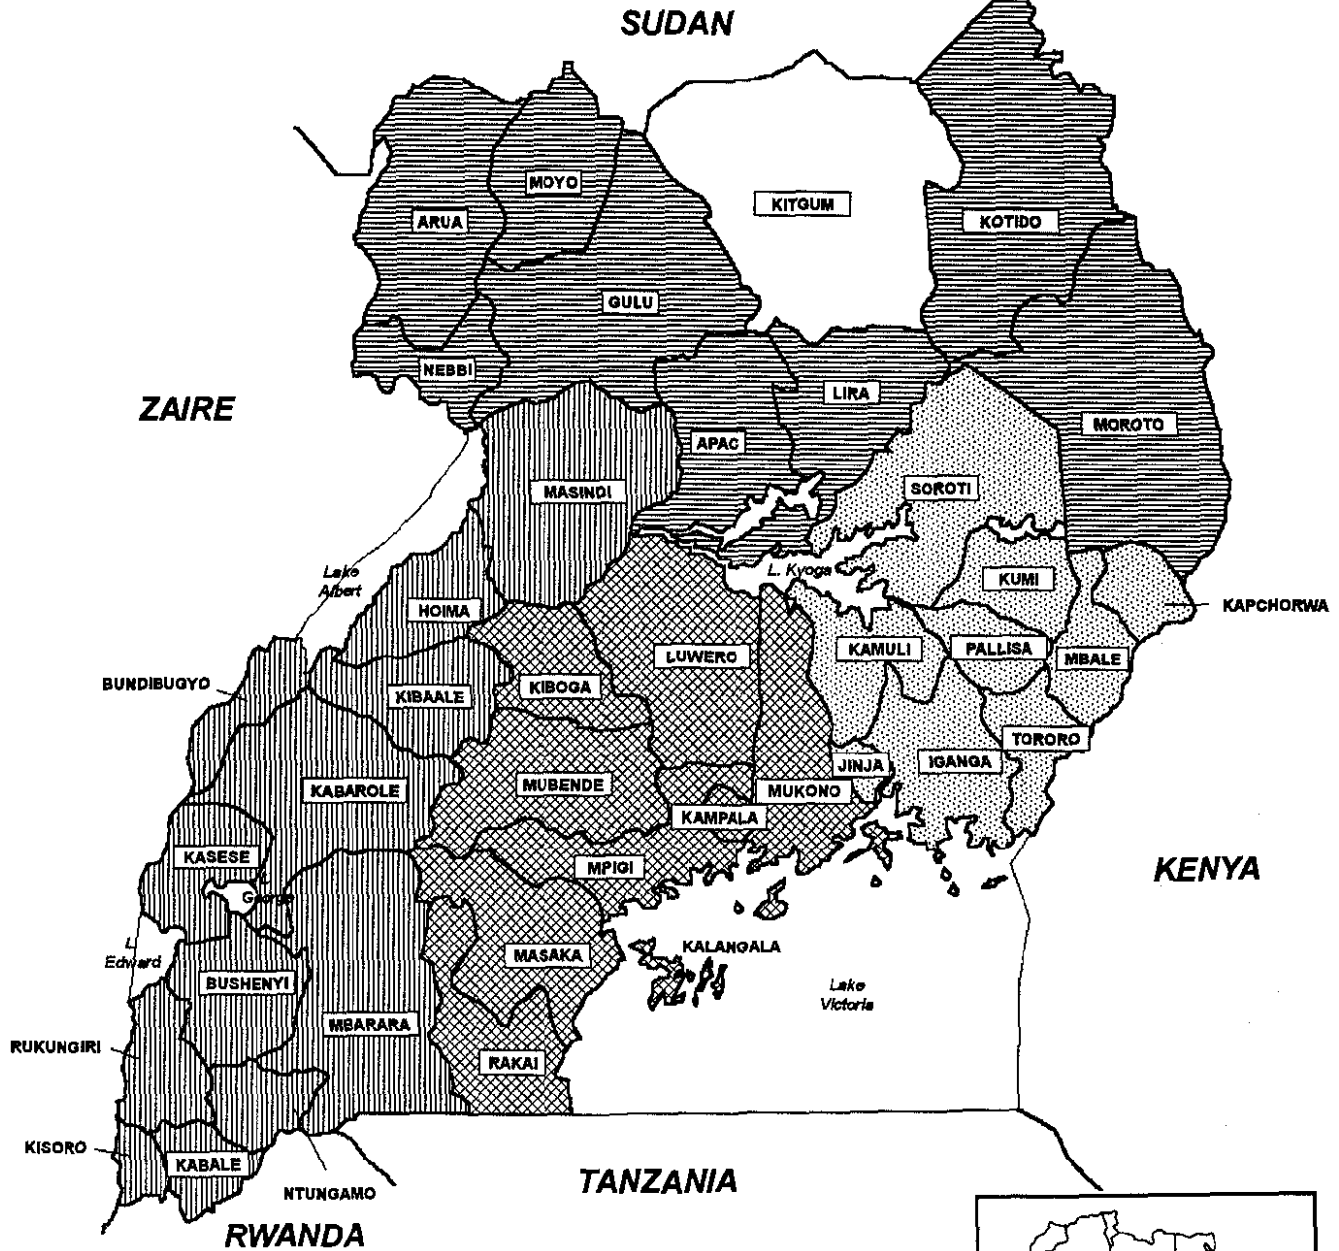 SUDAN
MOYO
KITGUM
ARUA
KOTIDO
GULU
NEBBI
LIRA
ZAIRE
MOROTO
APAC
SOROTI
MASINDI
L. Kyoga
Lake
Albert
KUMI
HOIMA
KAPCHORWA
KAMULI
PALLISA
LUWERO
MBALE
BUNDIBUGYO
KIBOGA
KIBAALE
TORORO
JINJA
IGANGA
MUBENDE
KABAROLE
MUKONO
KAMPALA
KASESE
MPIGI
KENYA
L.
George
L.
Edward
KALANGALA
MASAKA
BUSHENYI
Lake
Victoria
MBARARA
RUKUNGIRI
RAKAI
KISORO
KABALE
NTUNGAMO
TANZANIA
RWANDA